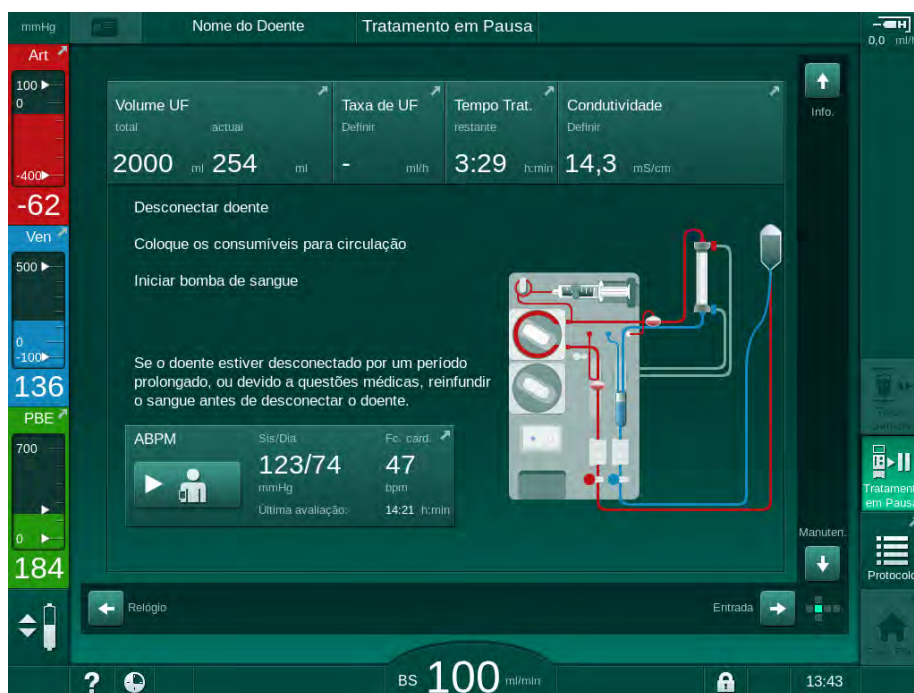 mmHg
Nome do Doente
Tratamento em Pausa
0,0 ml/h
Art
100
0
-400
-62
Ven
500
0
-100
136
PBE
700
0
184
Volume UF
total actual
2000 ml 254 ml
Taxa de UF
Definir
- ml/h
Tempo Trat.
restante
3:29 h:min
Condutividade
Definir
14,3 mS/cm
Desconectar doente
Coloque os consumíveis para circulação
Iniciar bomba de sangue
Se o doente estiver desconectado por um período
prolongado, ou devido a questões médicas, reinfundir
o sangue antes de desconectar o doente.
ABPM
Sis/Dia
Fc. card.
123/74
47
mmHg
bpm
Última avaliação:
14:21 h:min
Info.
Manuten.
Tratament
em Pausa
Protocolo
Relógio
Entrada
?
BS 100 ml/min
13:43